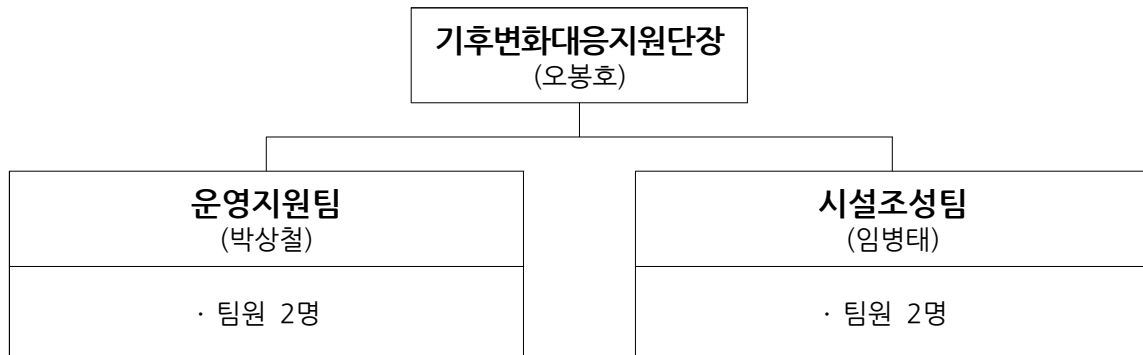 기후변화대응지원단장
(오봉호)
운영지원팀
(박상철)
· 팀원 2명
시설조성팀
(임병태)
· 팀원 2명